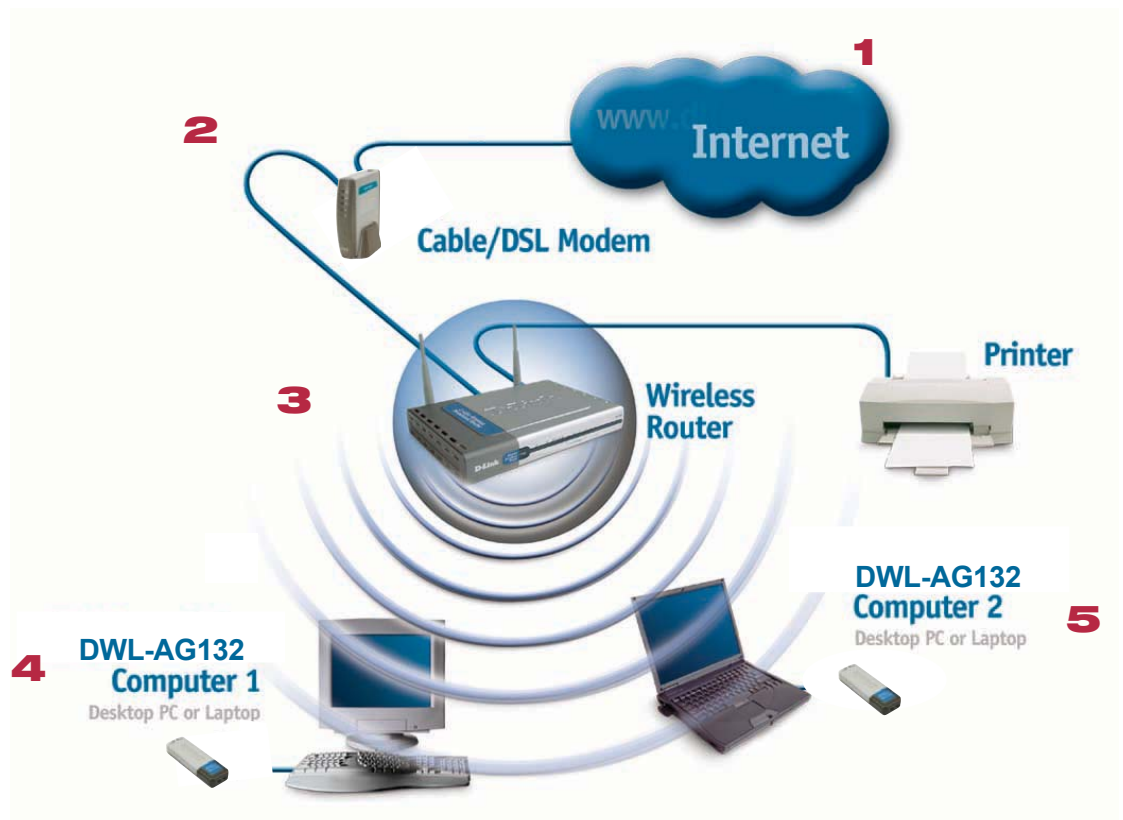 1
www.d
Internet
2
Cable/DSL Modem
Printer
3
Wireless
Router
D-Link
DWL-AG132
Computer 2
Desktop PC or Laptop
5
4
DWL-AG132
Computer 1
Desktop PC or Laptop